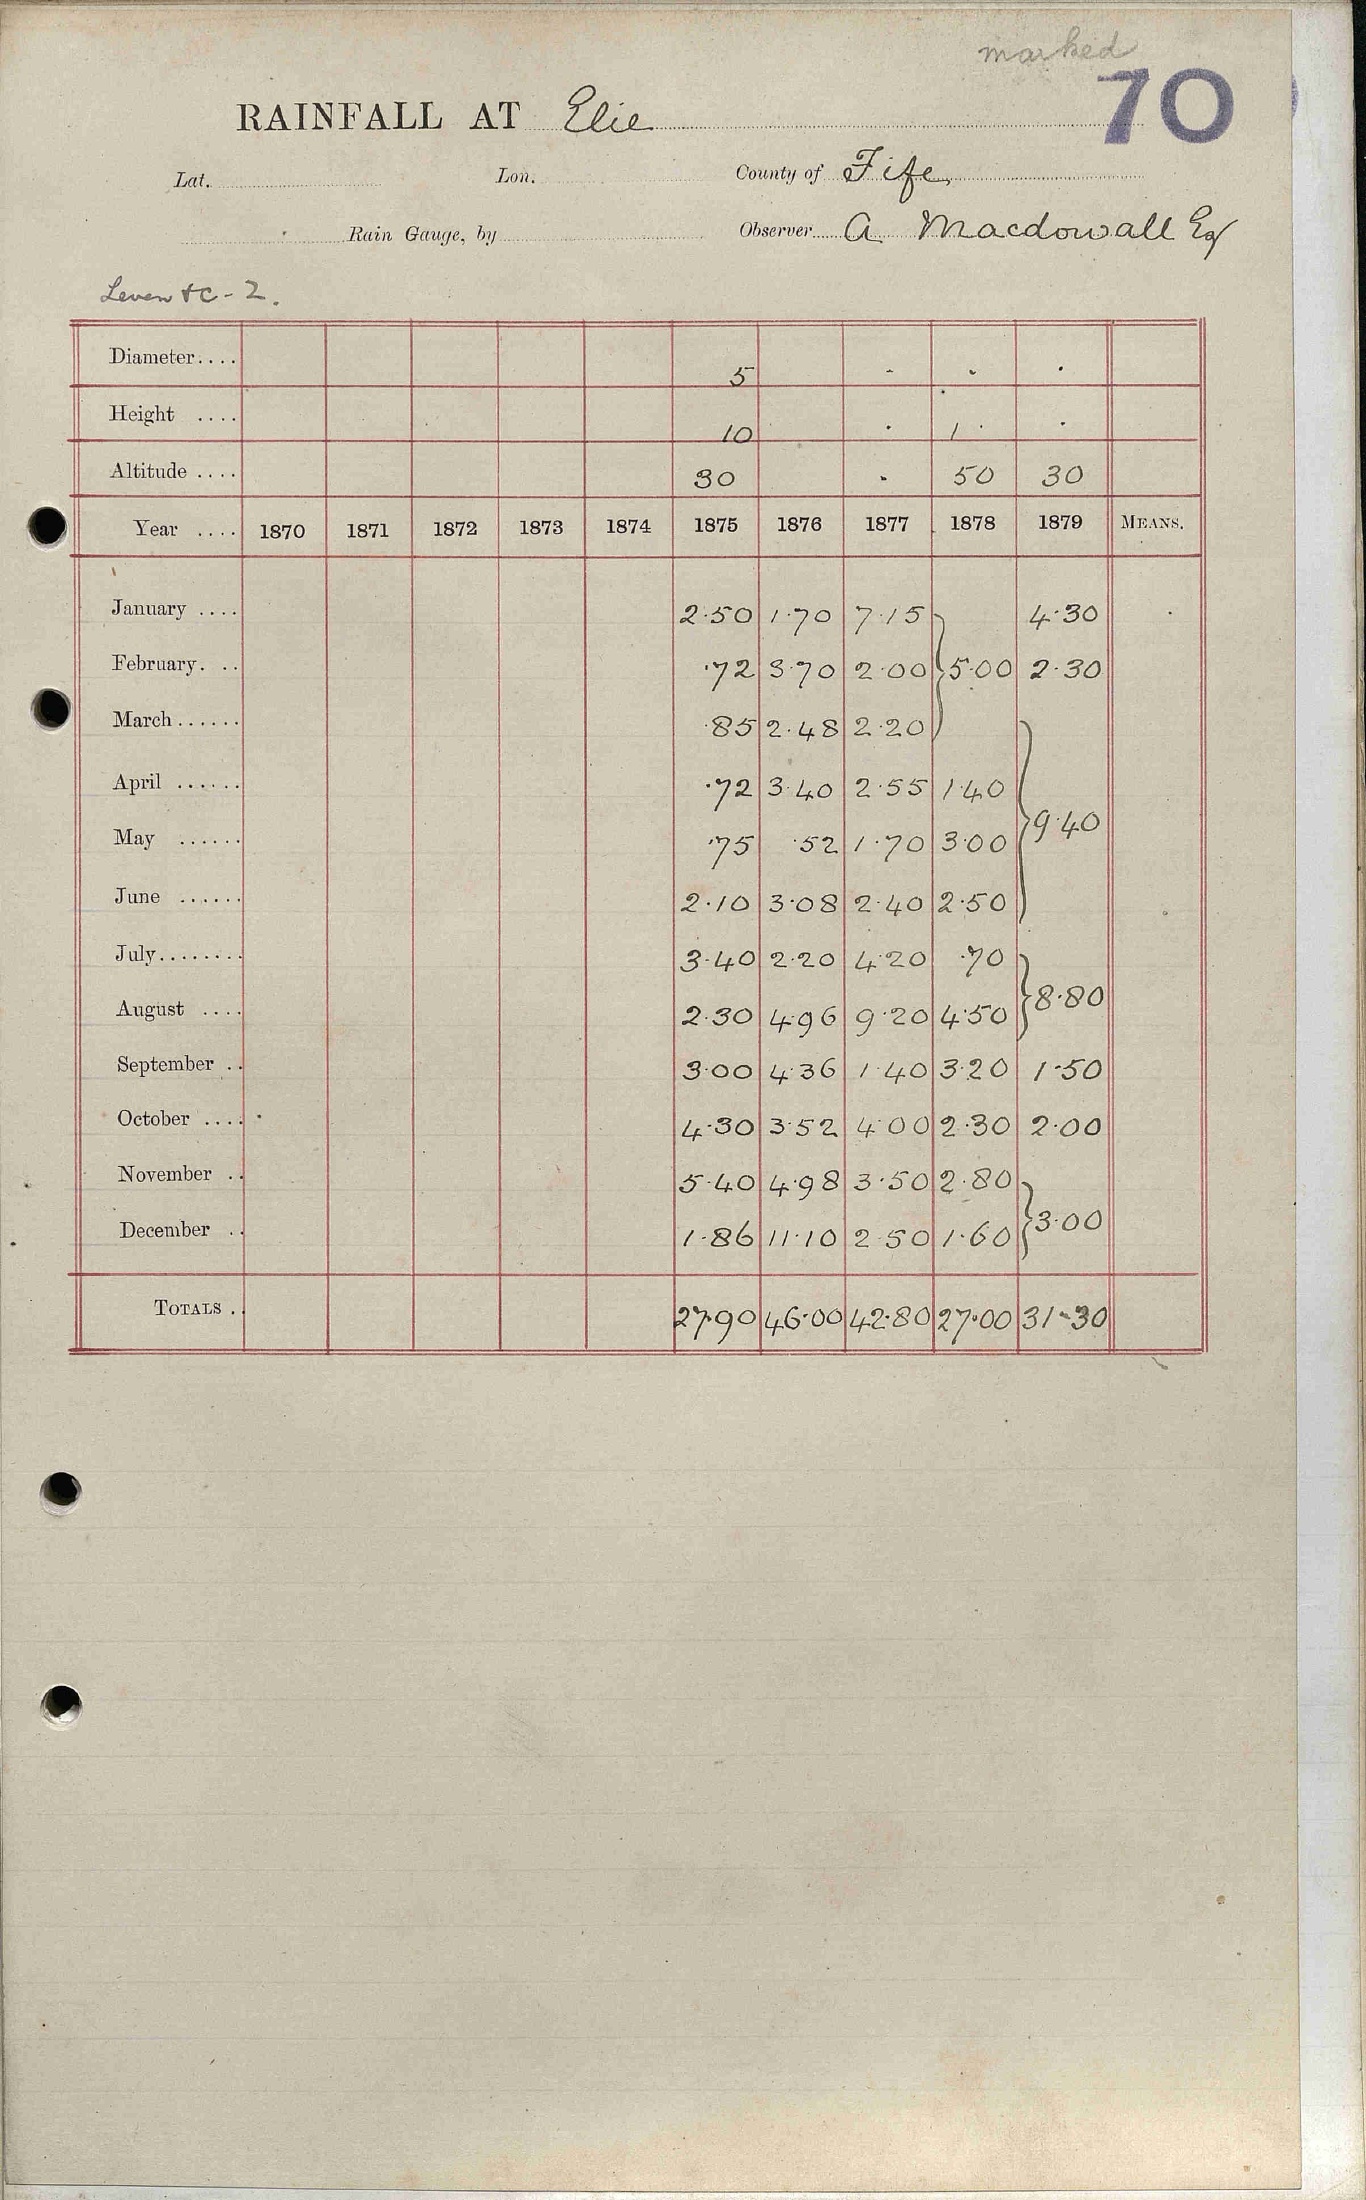 marked
70
RAINFALL AT Elie
Lat. Lon. County of Fife
Rain Gauge, by Observer A Macdowall Esq
Leven &c - 2.
Diameter.... 5 · · ·
Height .... 10 · 1 · ·
Altitude .... 30 · 50 30
Year .... 1870 1871 1872 1873 1874 1875 1876 1877 1878 1879 MEANS.
January .... 2·50 1·70 7·15 4·30
February. .. ·72 3·70 2·00 } 5·00 2·30
March ...... ·85 2·48 2·20
April ...... ·72 3·40 2·55 1·40
May ...... ·75 ·52 1·70 3·00 } 9·40
June ...... 2·10 3·08 2·40 2·50
July........ 3·40 2·20 4·20 ·70
August .... 2·30 4·96 9·20 4·50 } 8·80
September .. 3·00 4·36 1·40 3·20 1·50
October .... 4·30 3·52 4·00 2·30 2·00
November .. 5·40 4·98 3·50 2·80
December .. 1·86 11·10 2·50 1·60 } 3·00
TOTALS .. 27·90 46·00 42·80 27·00 31·30